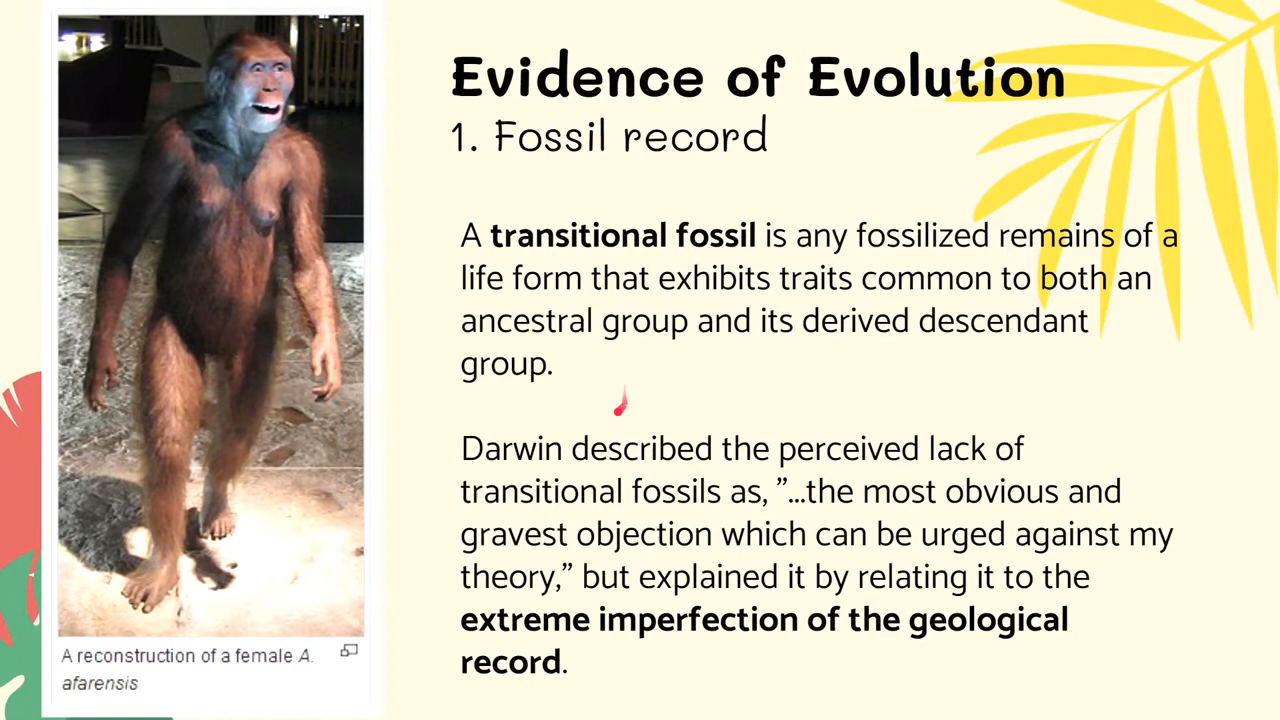 Evidence of Evolution
1. Fossil record
A transitional fossil is any fossilized remains of a
life form that exhibits traits common to both an
ancestral group and its derived descendant
group.
Darwin described the perceived lack of
transitional fossils as, ”...the most obvious and
gravest objection which can be urged against my
theory,” but explained it by relating it to the
extreme imperfection of the geological
record.
A reconstruction of a female A.
afarensis